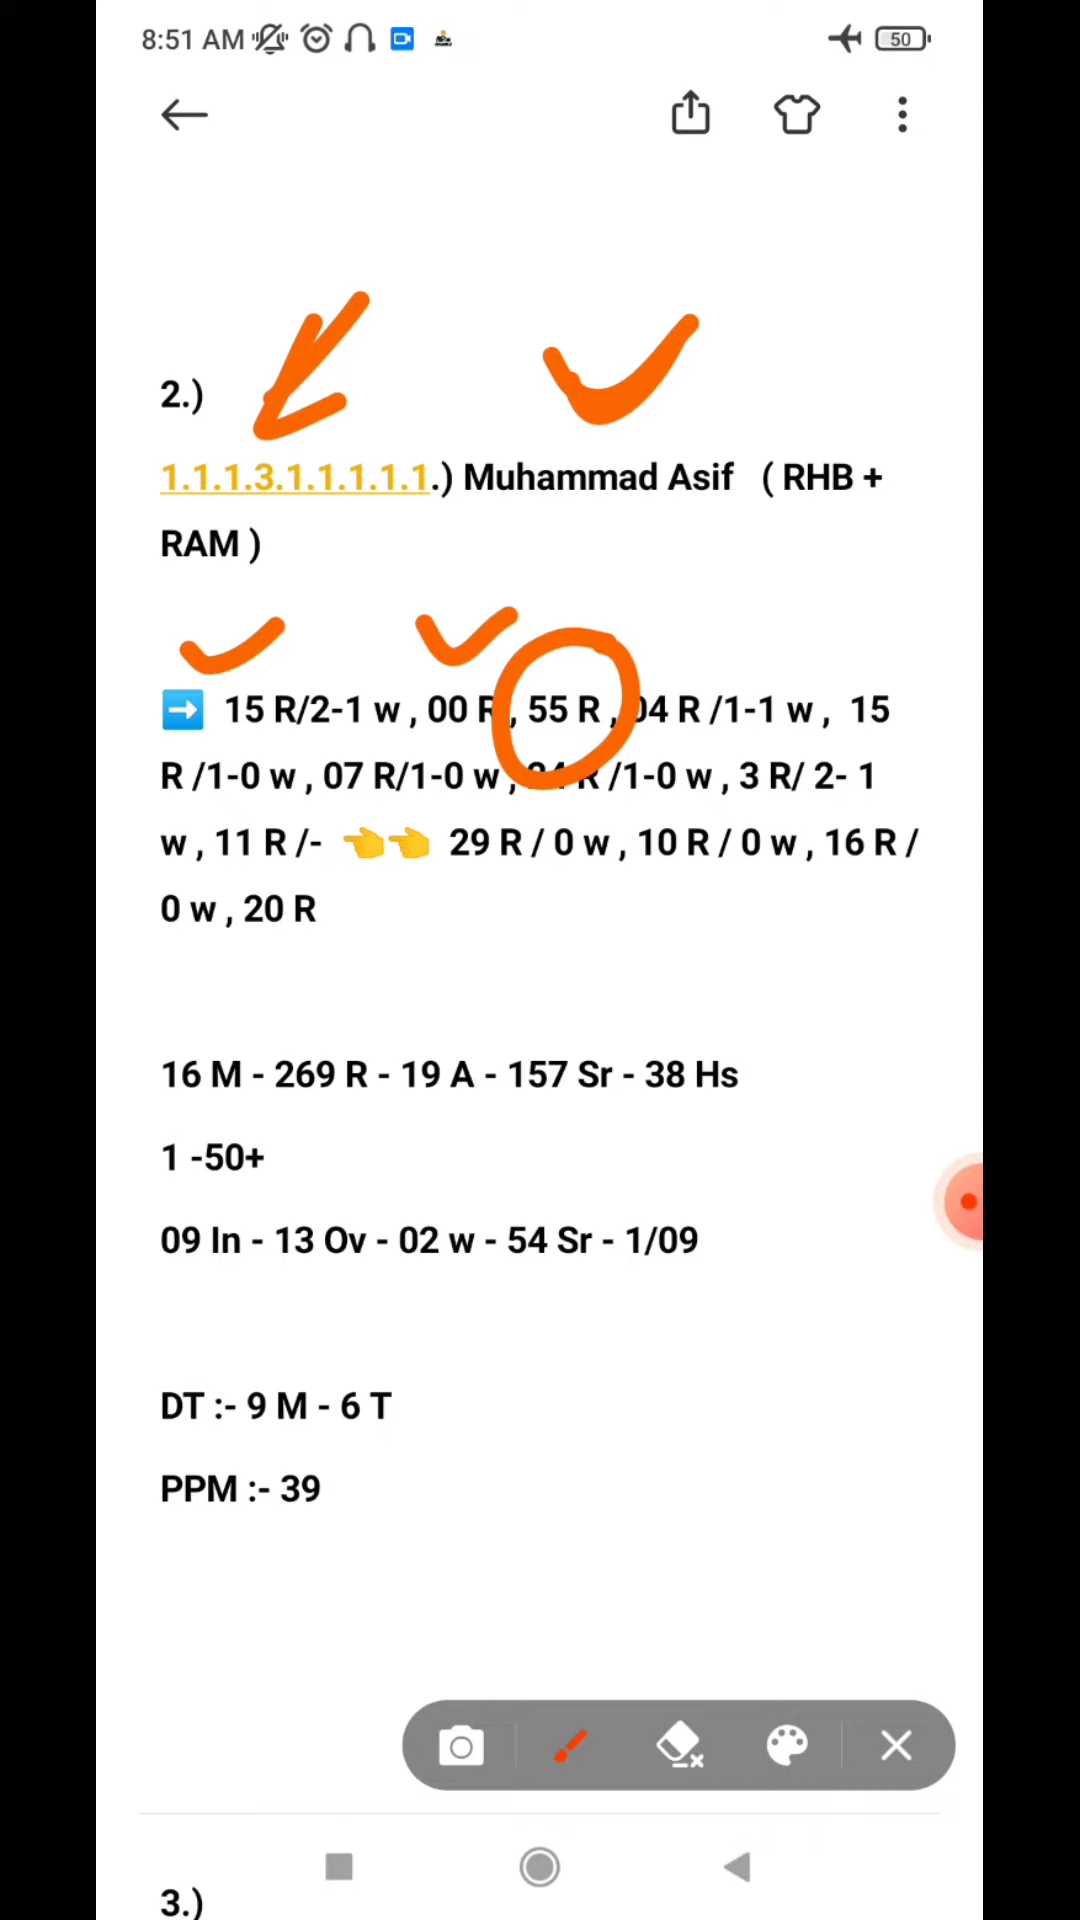 8:51 AM
50
2.)
1.1.1.3.1.1.1.1.1.) Muhammad Asif ( RHB +
RAM )
15 R/2-1 w , 00 R , 55 R , 04 R /1-1 w , 15
R /1-0 w , 07 R/1-0 w , R /1-0 w , 3 R/ 2- 1
w , 11 R /- 29 R / 0 w , 10 R / 0 w , 16 R /
0 w , 20 R
16 M - 269 R - 19 A - 157 Sr - 38 Hs
1 -50+
09 In - 13 Ov - 02 w - 54 Sr - 1/09
DT :- 9 M - 6 T
PPM :- 39
3.)